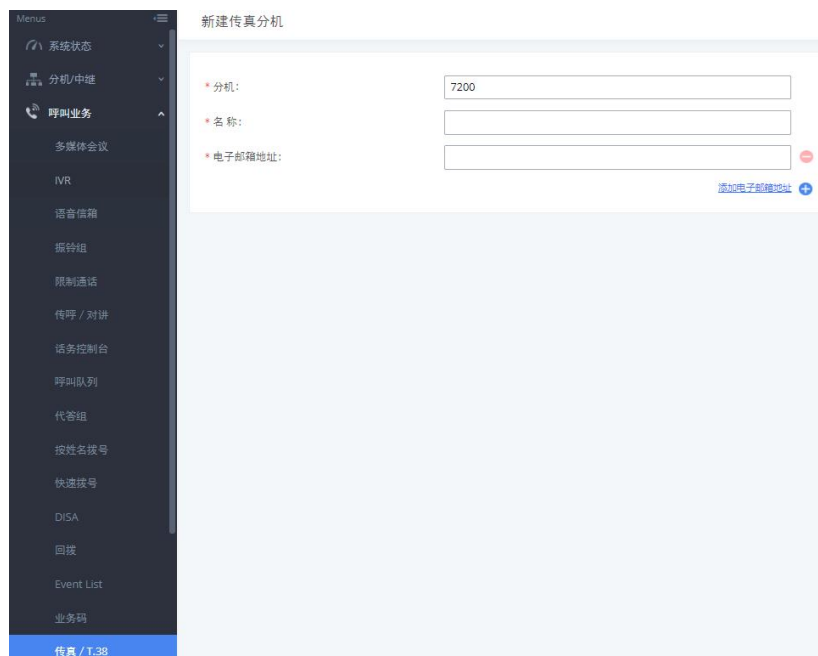 Menus
系统状态
分机/中继
呼叫业务
多媒体会议
IVR
语音信箱
振铃组
限制通话
传呼 / 对讲
话务控制台
呼叫队列
代答组
按姓名拨号
快速拨号
DISA
回拨
Event List
业务码
传真 / T.38
新建传真分机
* 分机: 7200
* 名 称:
* 电子邮箱地址:
添加电子邮箱地址